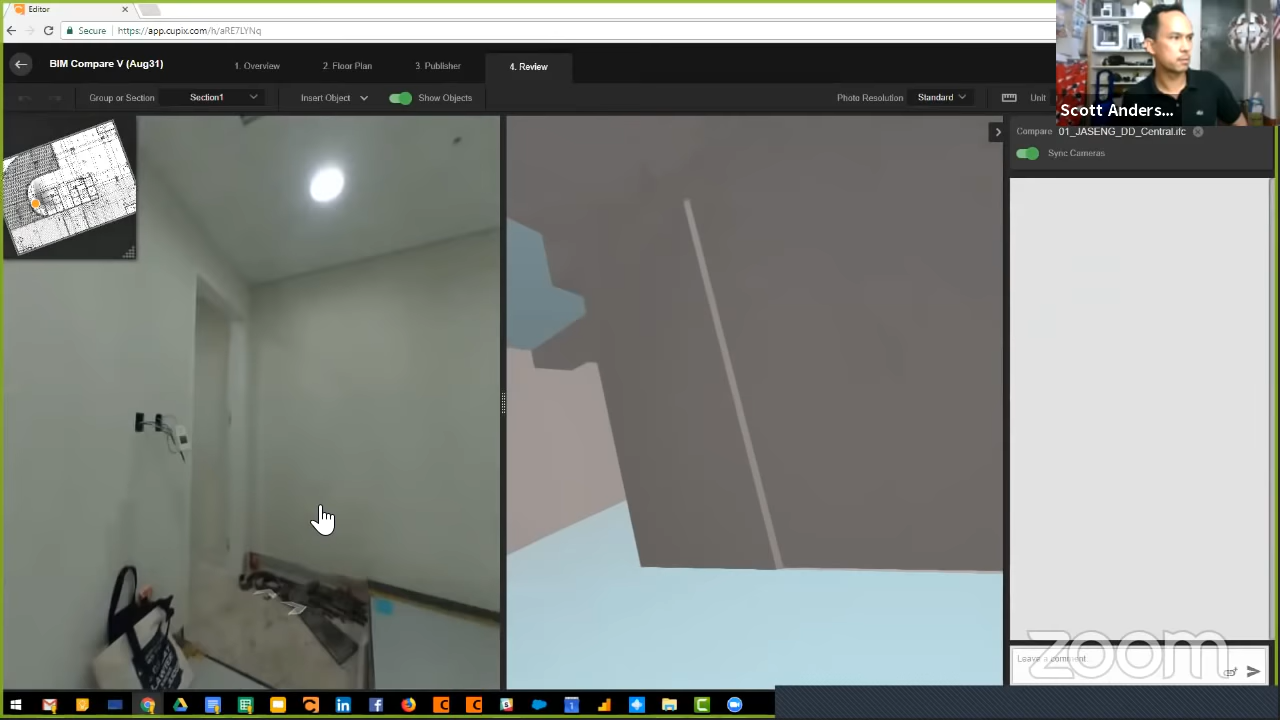 Editor
Secure
https://app.cupix.com/h/aRE7LYNq
BIM Compare V (Aug31)
1. Overview
2. Floor Plan
3. Publisher
4. Review
Group or Section
Section1
Insert Object
Show Objects
Photo Resolution
Standard
Unit
Scott Anders...
Compare
01_JASENG_DD_Central.ifc
Sync Cameras
Leave a comment
zoom